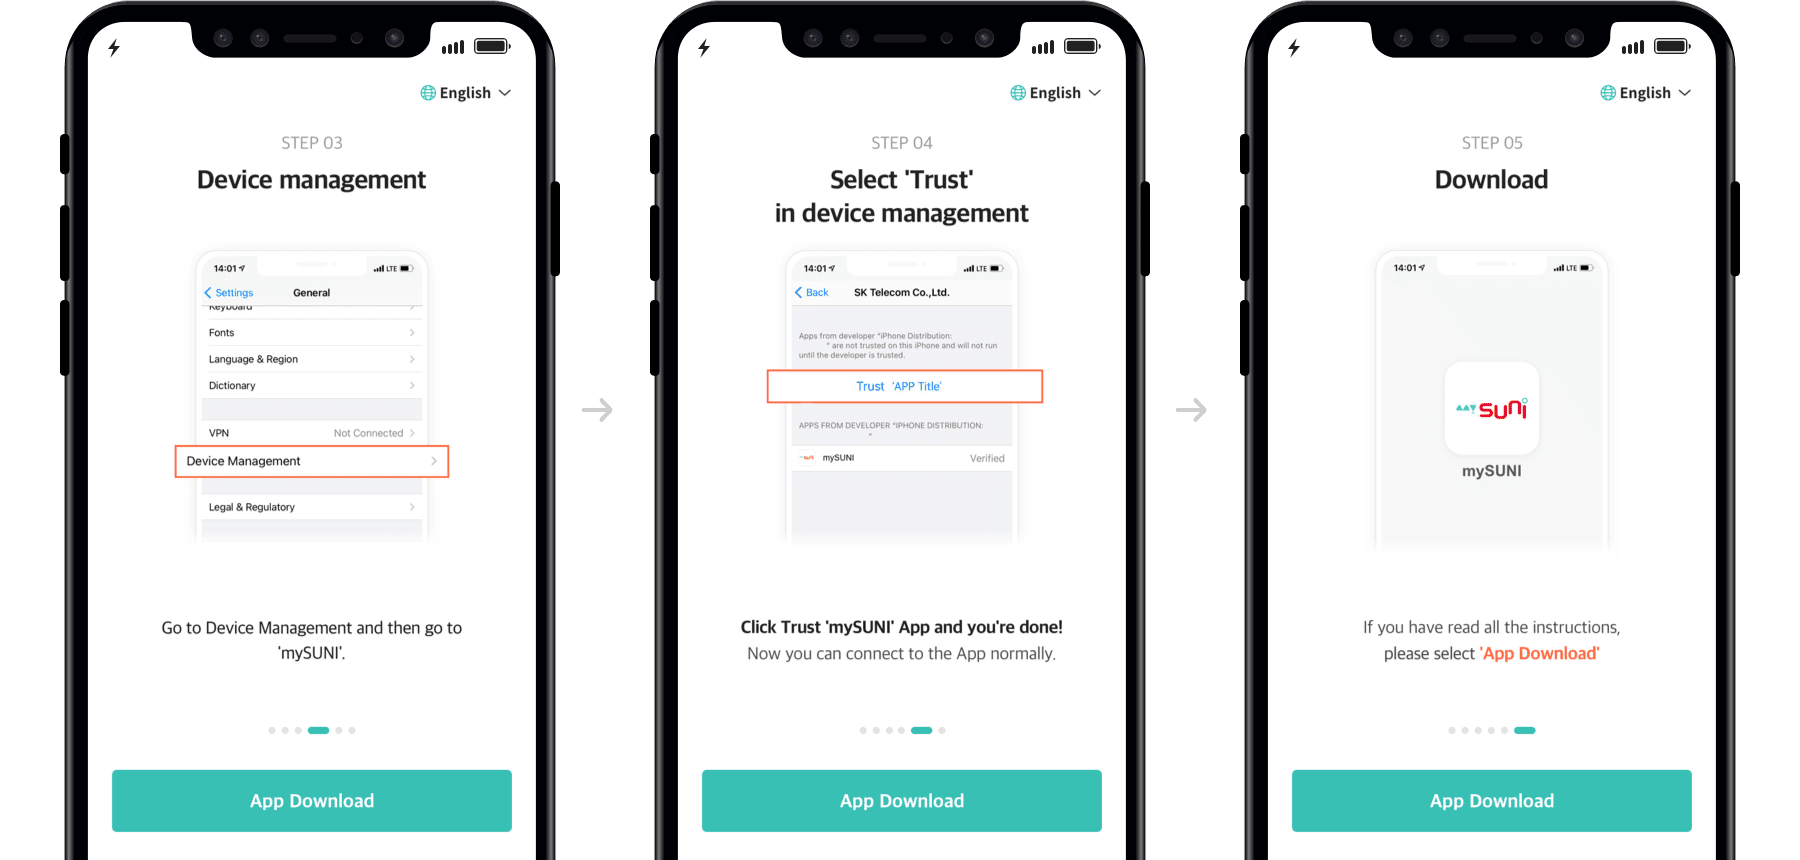 English
STEP 03
Device management
14:01
LTE
Settings
General
Keyboard
Fonts
Language & Region
Dictionary
VPN
Not Connected
Device Management
Legal & Regulatory
Go to Device Management and then go to
'mySUNI'.
App Download
English
STEP 04
Select 'Trust'
in device management
14:01
LTE
Back
SK Telecom Co.,Ltd.
Apps from developer "iPhone Distribution:
" are not trusted on this iPhone and will not run
until the developer is trusted.
Trust 'APP Title'
APPS FROM DEVELOPER "IPHONE DISTRIBUTION:
"
mySUNI
Verified
Click Trust 'mySUNI' App and you're done!
Now you can connect to the App normally.
App Download
English
STEP 05
Download
14:01
LTE
my suni
mySUNI
If you have read all the instructions,
please select 'App Download'
App Download